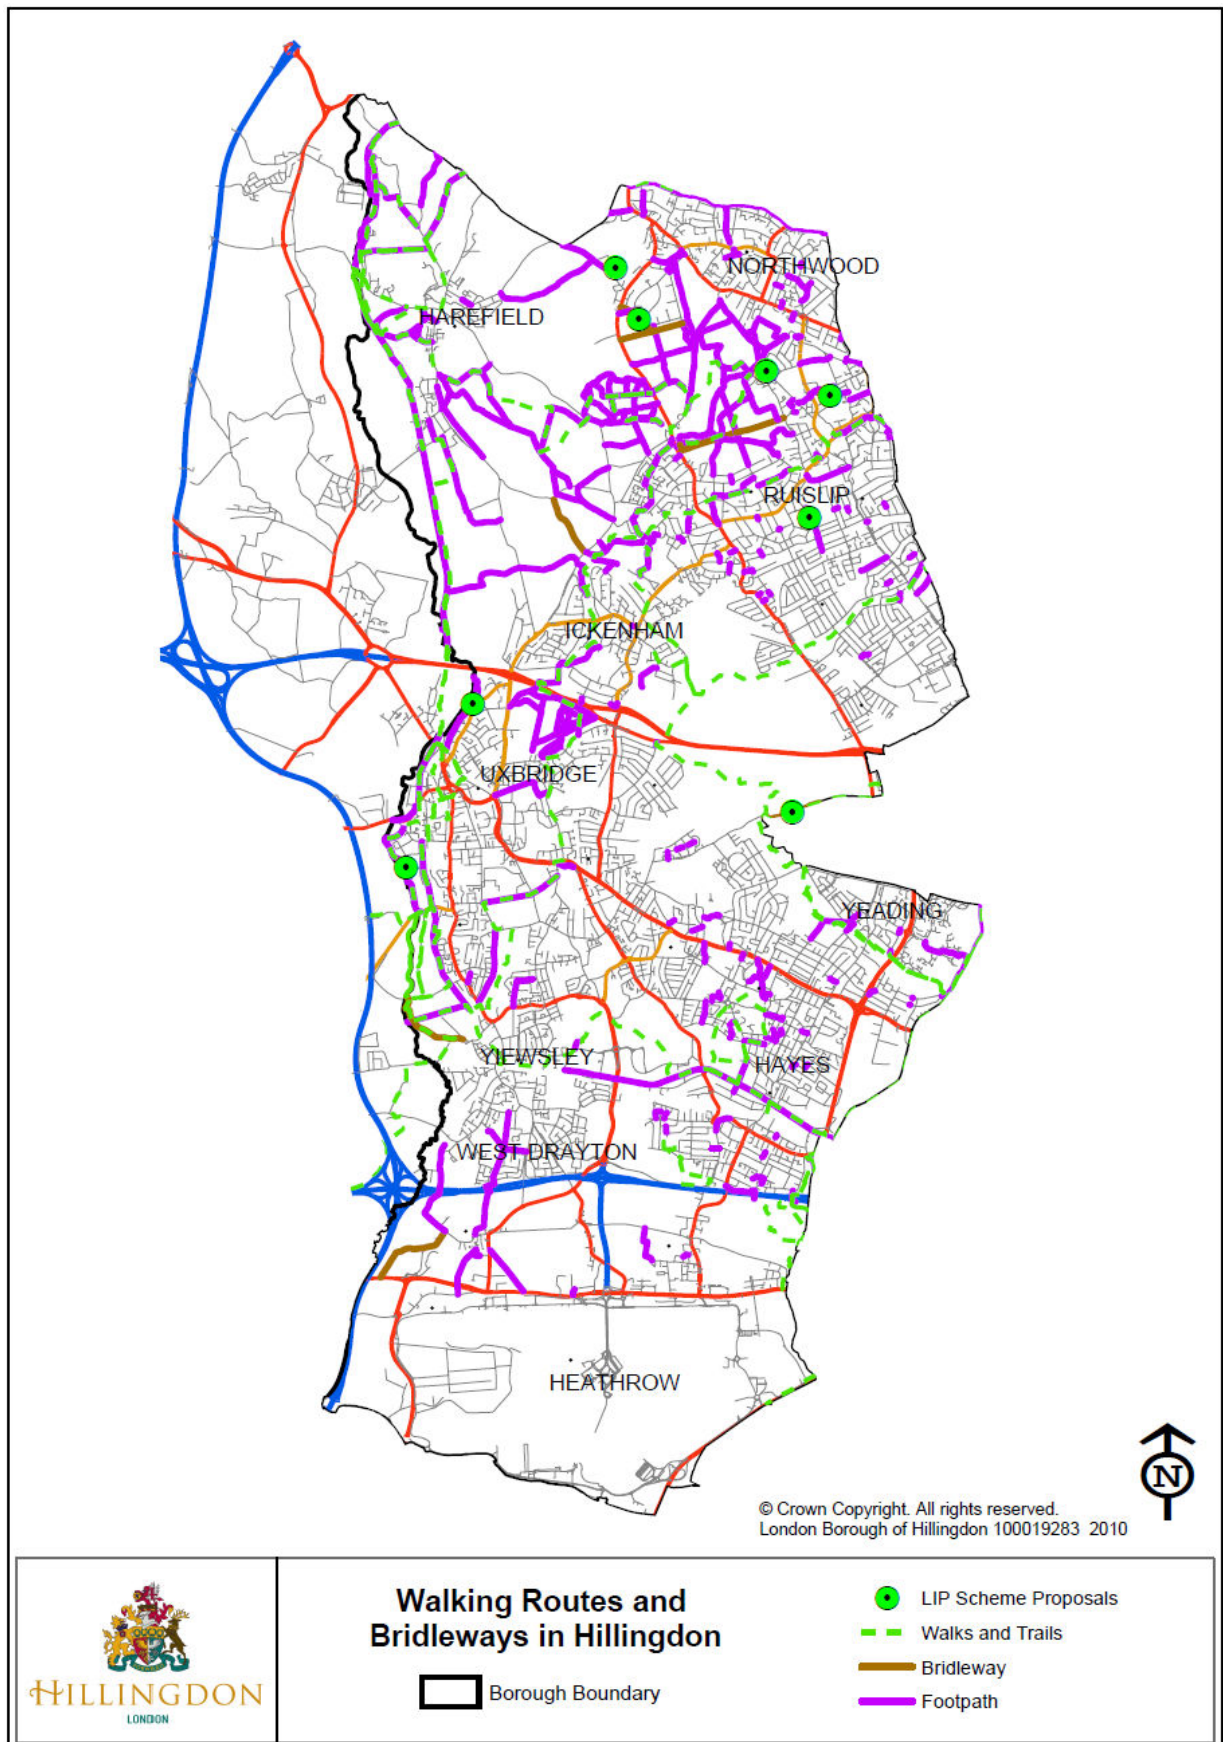 NORTHWOOD
HAREFIELD
RUISLIP
ICKENHAM
UXBRIDGE
YEADING
YIEWSLEY
HAYES
WEST DRAYTON
HEATHROW
N
© Crown Copyright. All rights reserved.
London Borough of Hillingdon 100019283 2010
HILLINGDON
LONDON
Walking Routes and
Bridleways in Hillingdon
Borough Boundary
LIP Scheme Proposals
Walks and Trails
Bridleway
Footpath